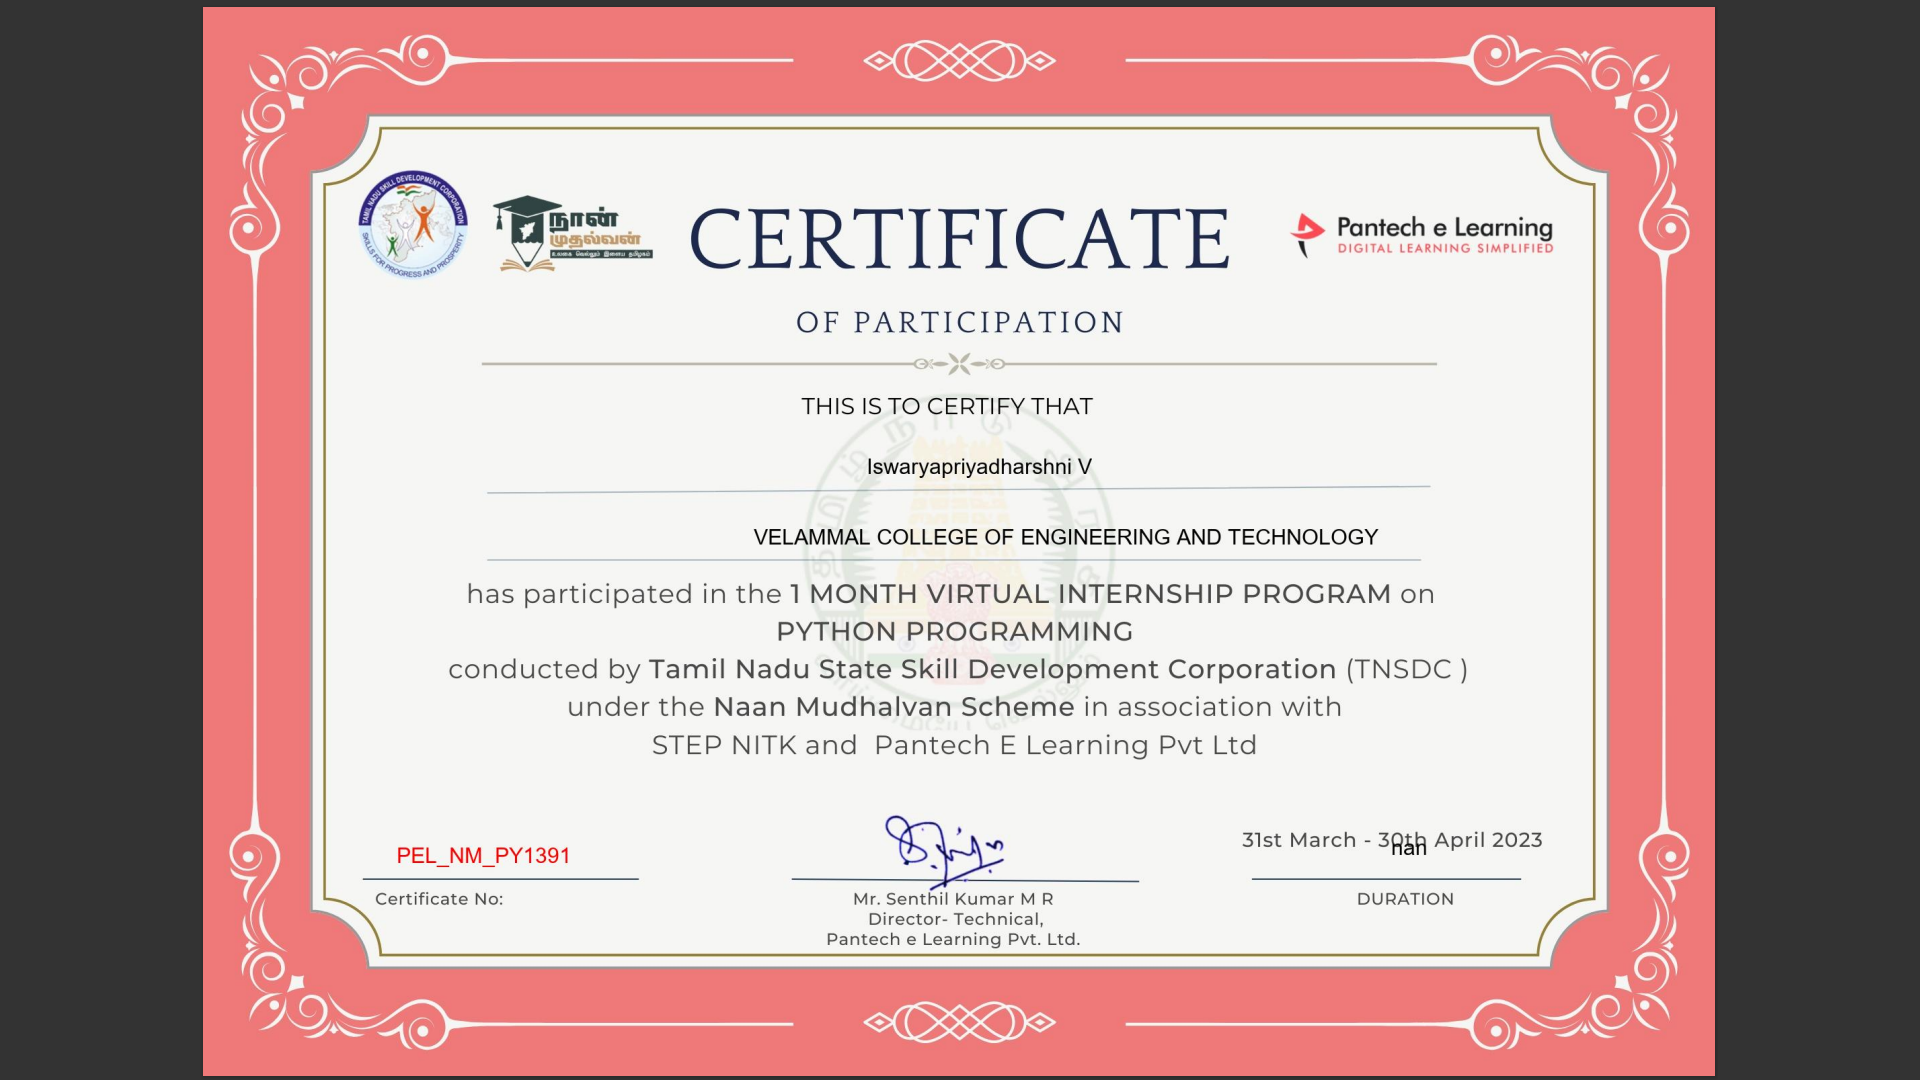 TAMIL NADU SKILL DEVELOPMENT CORPORATION
SKILLS FOR PROGRESS AND PROSPERITY
நான்
முதல்வன்
உலகை வெல்லும் இளைய தமிழகம்
CERTIFICATE
Pantech e Learning
DIGITAL LEARNING SIMPLIFIED
OF PARTICIPATION
THIS IS TO CERTIFY THAT
Iswaryapriyadharshni V
VELAMMAL COLLEGE OF ENGINEERING AND TECHNOLOGY
has participated in the 1 MONTH VIRTUAL INTERNSHIP PROGRAM on
PYTHON PROGRAMMING
conducted by Tamil Nadu State Skill Development Corporation (TNSDC )
under the Naan Mudhalvan Scheme in association with
STEP NITK and Pantech E Learning Pvt Ltd
PEL_NM_PY1391
Certificate No:
Mr. Senthil Kumar M R
Director- Technical,
Pantech e Learning Pvt. Ltd.
31st March - 30th April 2023
nan
DURATION